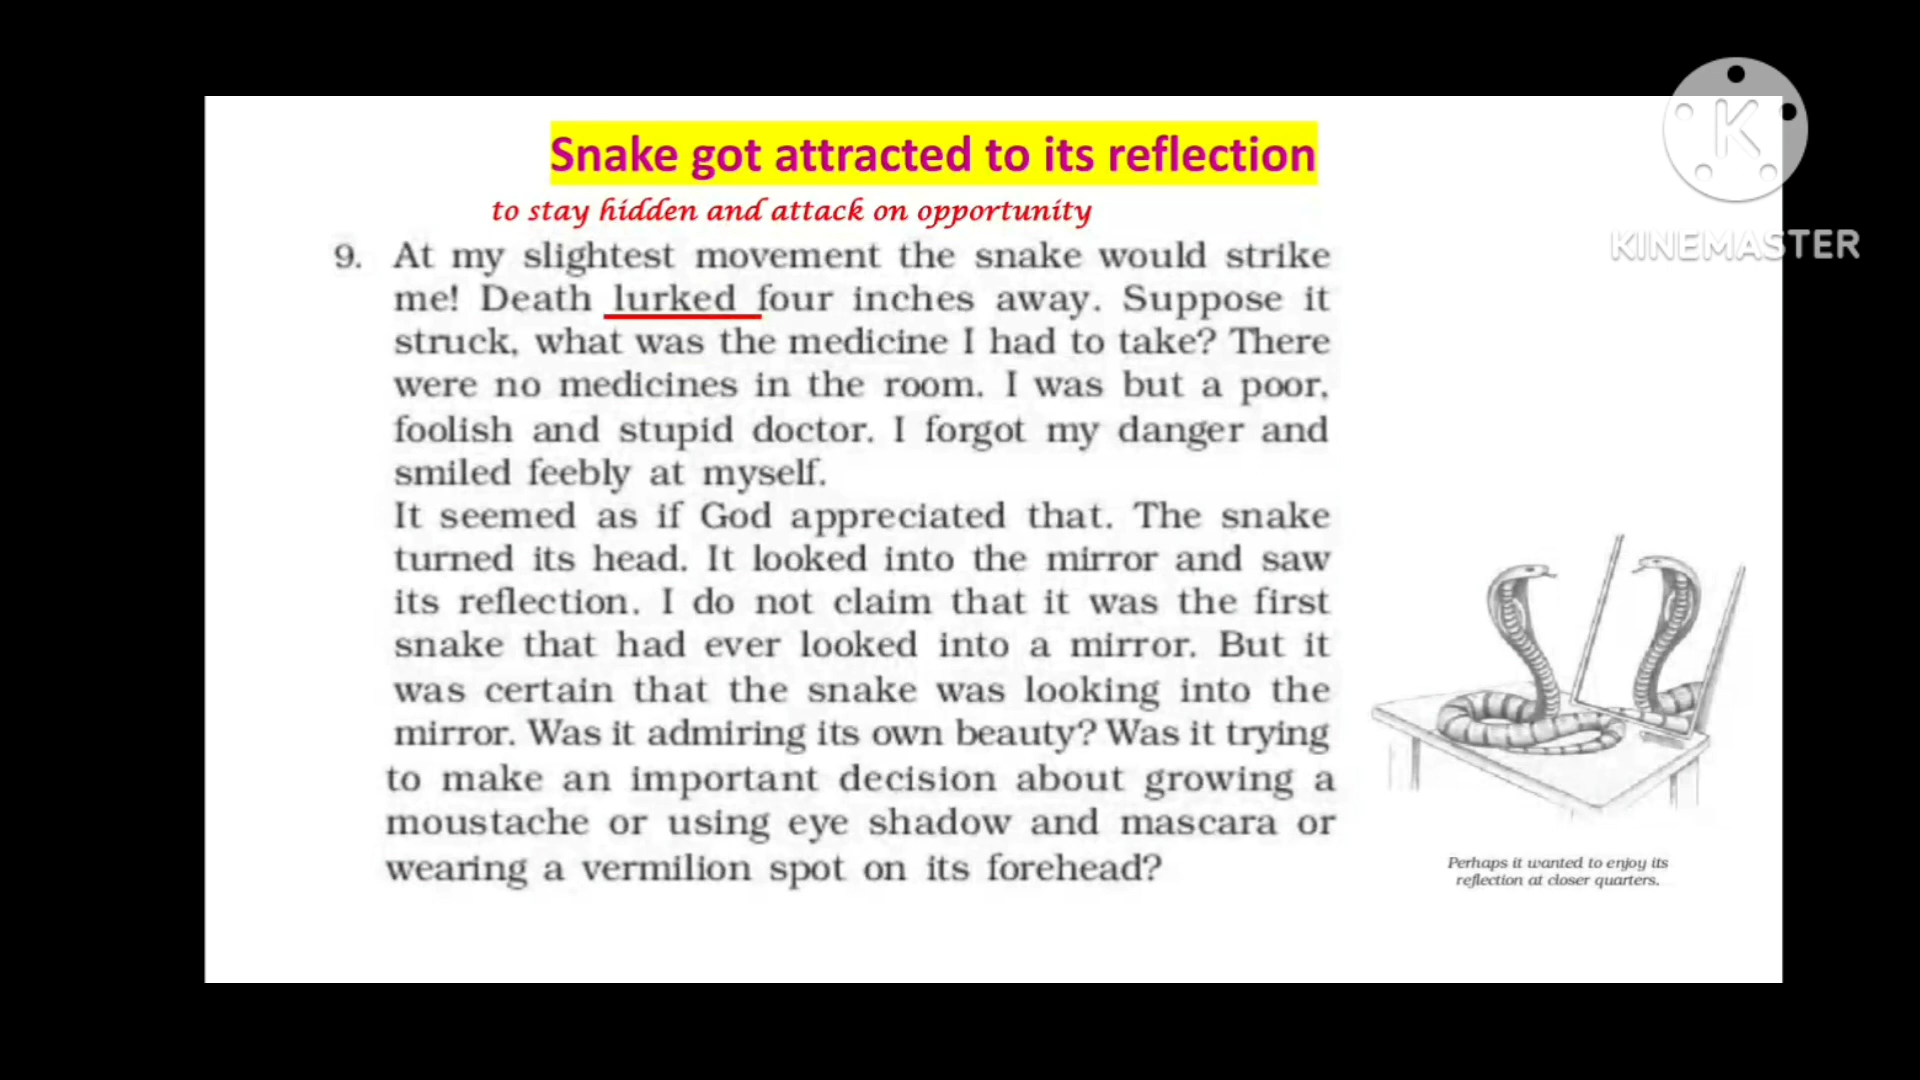 Snake got attracted to its reflection
to stay hidden and attack on opportunity
9. At my slightest movement the snake would strike
me! Death lurked four inches away. Suppose it
struck, what was the medicine I had to take? There
were no medicines in the room. I was but a poor,
foolish and stupid doctor. I forgot my danger and
smiled feebly at myself.
It seemed as if God appreciated that. The snake
turned its head. It looked into the mirror and saw
its reflection. I do not claim that it was the first
snake that had ever looked into a mirror. But it
was certain that the snake was looking into the
mirror. Was it admiring its own beauty? Was it trying
to make an important decision about growing a
moustache or using eye shadow and mascara or
wearing a vermilion spot on its forehead?
Perhaps it wanted to enjoy its
reflection at closer quarters.
K
KINEMASTER